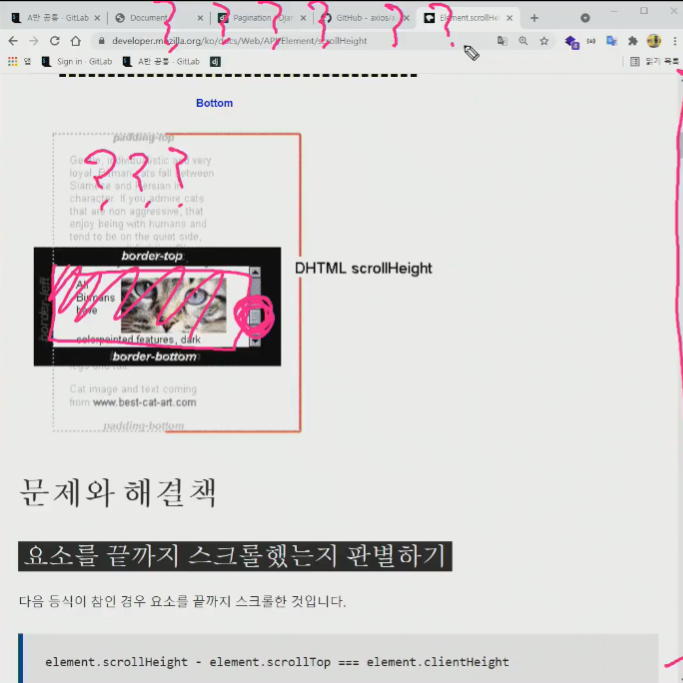 A반 공통 · GitLab
Document
Pagination | Djan
GitHub - axios/a
Element.scrollHei
developer.mozilla.org/ko/docs/Web/API/Element/scrollHeight
앱 Sign in · GitLab A반 공통 · GitLab dj 읽기 목록
Bottom
padding-top
Gentle, individualistic and very
loyal, Birman cats fall between
Siamese and Persian in
character. If you admire cats
that are non aggressive, that
enjoy being with humans and
tend to be on the quiet side,
border-top
border-left
DHTML scrollHeight
All
Birmans
have
colorpointed features, dark
border-bottom
legs and tail.
Cat image and text coming
from www.best-cat-art.com
padding-bottom
문제와 해결책
요소를 끝까지 스크롤했는지 판별하기
다음 등식이 참인 경우 요소를 끝까지 스크롤한 것입니다.
element.scrollHeight - element.scrollTop === element.clientHeight
? ? ? ? ? ?
? ? ?